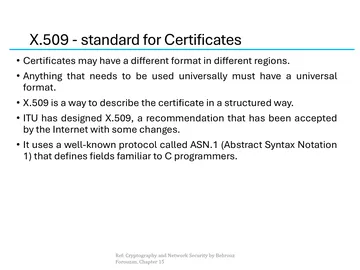 X.509 - standard for Certificates
• Certificates may have a different format in different regions.
• Anything that needs to be used universally must have a universal
format.
• X.509 is a way to describe the certificate in a structured way.
• ITU has designed X.509, a recommendation that has been accepted
by the Internet with some changes.
• It uses a well-known protocol called ASN.1 (Abstract Syntax Notation
1) that defines fields familiar to C programmers.
Ref: Cryptography and Network Security by Behrouz
Forouzan, Chapter 15